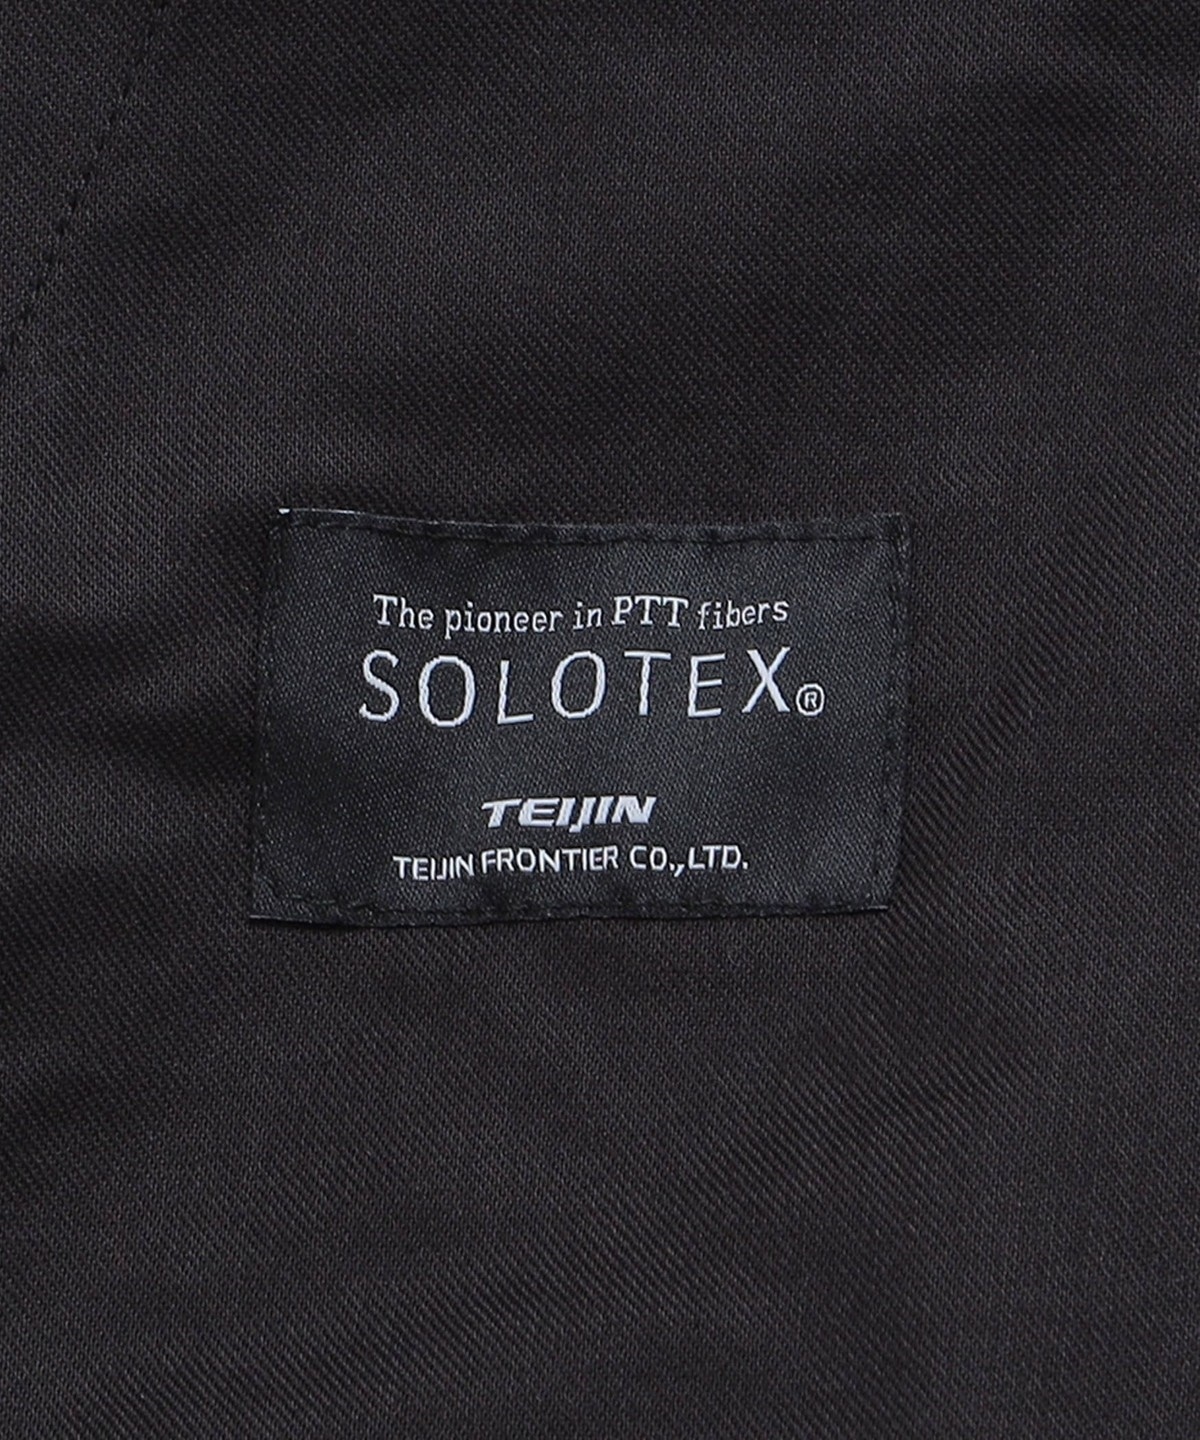 The pioneer in PTT fibers
SOLOTEX®
TEIJIN
TEIJIN FRONTIER CO.,LTD.